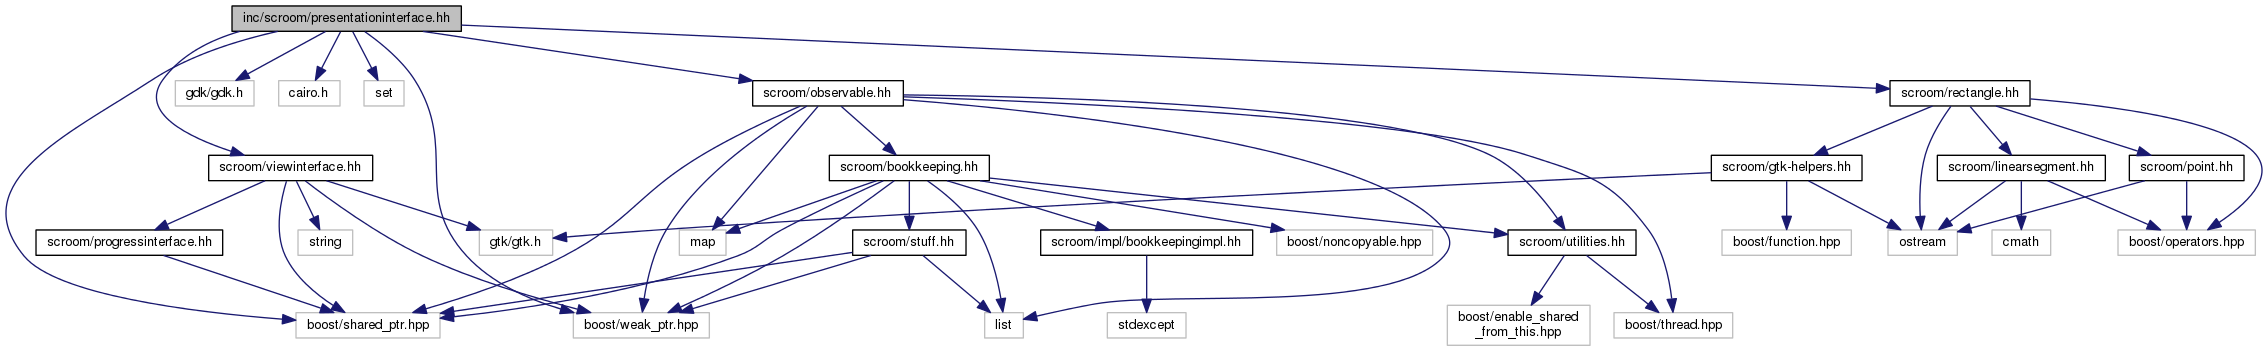 inc/scroom/presentationinterface.hh
gdk/gdk.h
cairo.h
set
scroom/observable.hh
scroom/rectangle.hh
scroom/viewinterface.hh
scroom/bookkeeping.hh
scroom/gtk-helpers.hh
scroom/linearsegment.hh
scroom/point.hh
scroom/progressinterface.hh
string
gtk/gtk.h
map
scroom/stuff.hh
scroom/impl/bookkeepingimpl.hh
boost/noncopyable.hpp
scroom/utilities.hh
boost/function.hpp
ostream
cmath
boost/operators.hpp
boost/shared_ptr.hpp
boost/weak_ptr.hpp
list
stdexcept
boost/enable_shared
_from_this.hpp
boost/thread.hpp